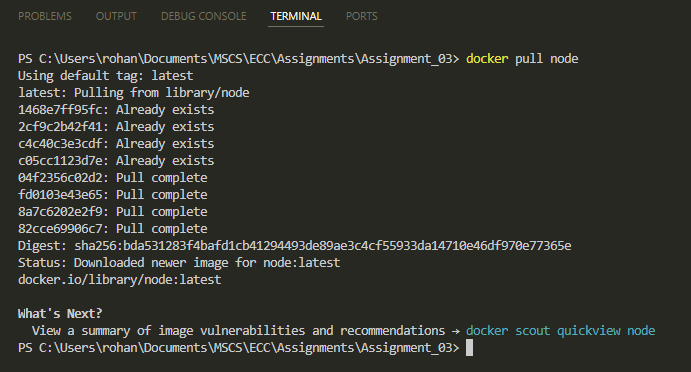 PROBLEMS OUTPUT DEBUG CONSOLE TERMINAL PORTS
PS C:\Users\rohan\Documents\MSCS\ECC\Assignments\Assignment_03> docker pull node
Using default tag: latest
latest: Pulling from library/node
1468e7ff95fc: Already exists
2cf9c2b42f41: Already exists
c4c40c3e3cdf: Already exists
c05cc1123d7e: Already exists
04f2356c02d2: Pull complete
fd0103e43e65: Pull complete
8a7c6202e2f9: Pull complete
82cce69906c7: Pull complete
Digest: sha256:bda531283f4bafd1cb41294493de89ae3c4cf55933da14710e46df970e77365e
Status: Downloaded newer image for node:latest
docker.io/library/node:latest
What's Next?
View a summary of image vulnerabilities and recommendations → docker scout quickview node
PS C:\Users\rohan\Documents\MSCS\ECC\Assignments\Assignment_03>